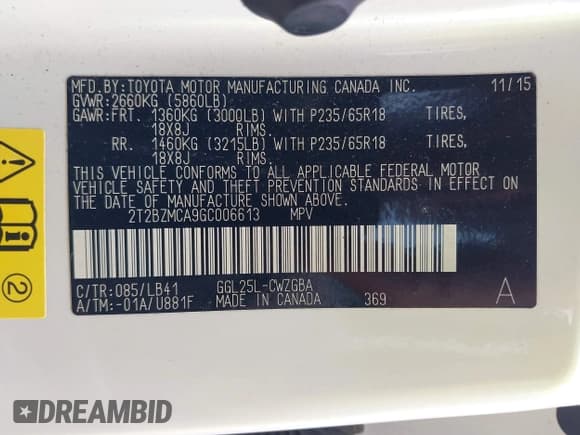 MFD.BY:TOYOTA MOTOR MANUFACTURING CANADA INC. 11/15
GVWR:2660KG (5860LB)
GAWR:FRT. 1360KG (3000LB) WITH P235/65R18 TIRES,
18X8J RIMS.
RR. 1460KG (3215LB) WITH P235/65R18 TIRES,
18X8J RIMS.
THIS VEHICLE CONFORMS TO ALL APPLICABLE FEDERAL MOTOR
VEHICLE SAFETY AND THEFT PREVENTION STANDARDS IN EFFECT ON
THE DATE OF MANUFACTURE SHOWN ABOVE.
2T2BZMCA9GC006613 MPV
C/TR:085/LB41 GGL25L-CWZGBA
A/TM:-01A/U881F MADE IN CANADA 369 A
2
DREAMBID